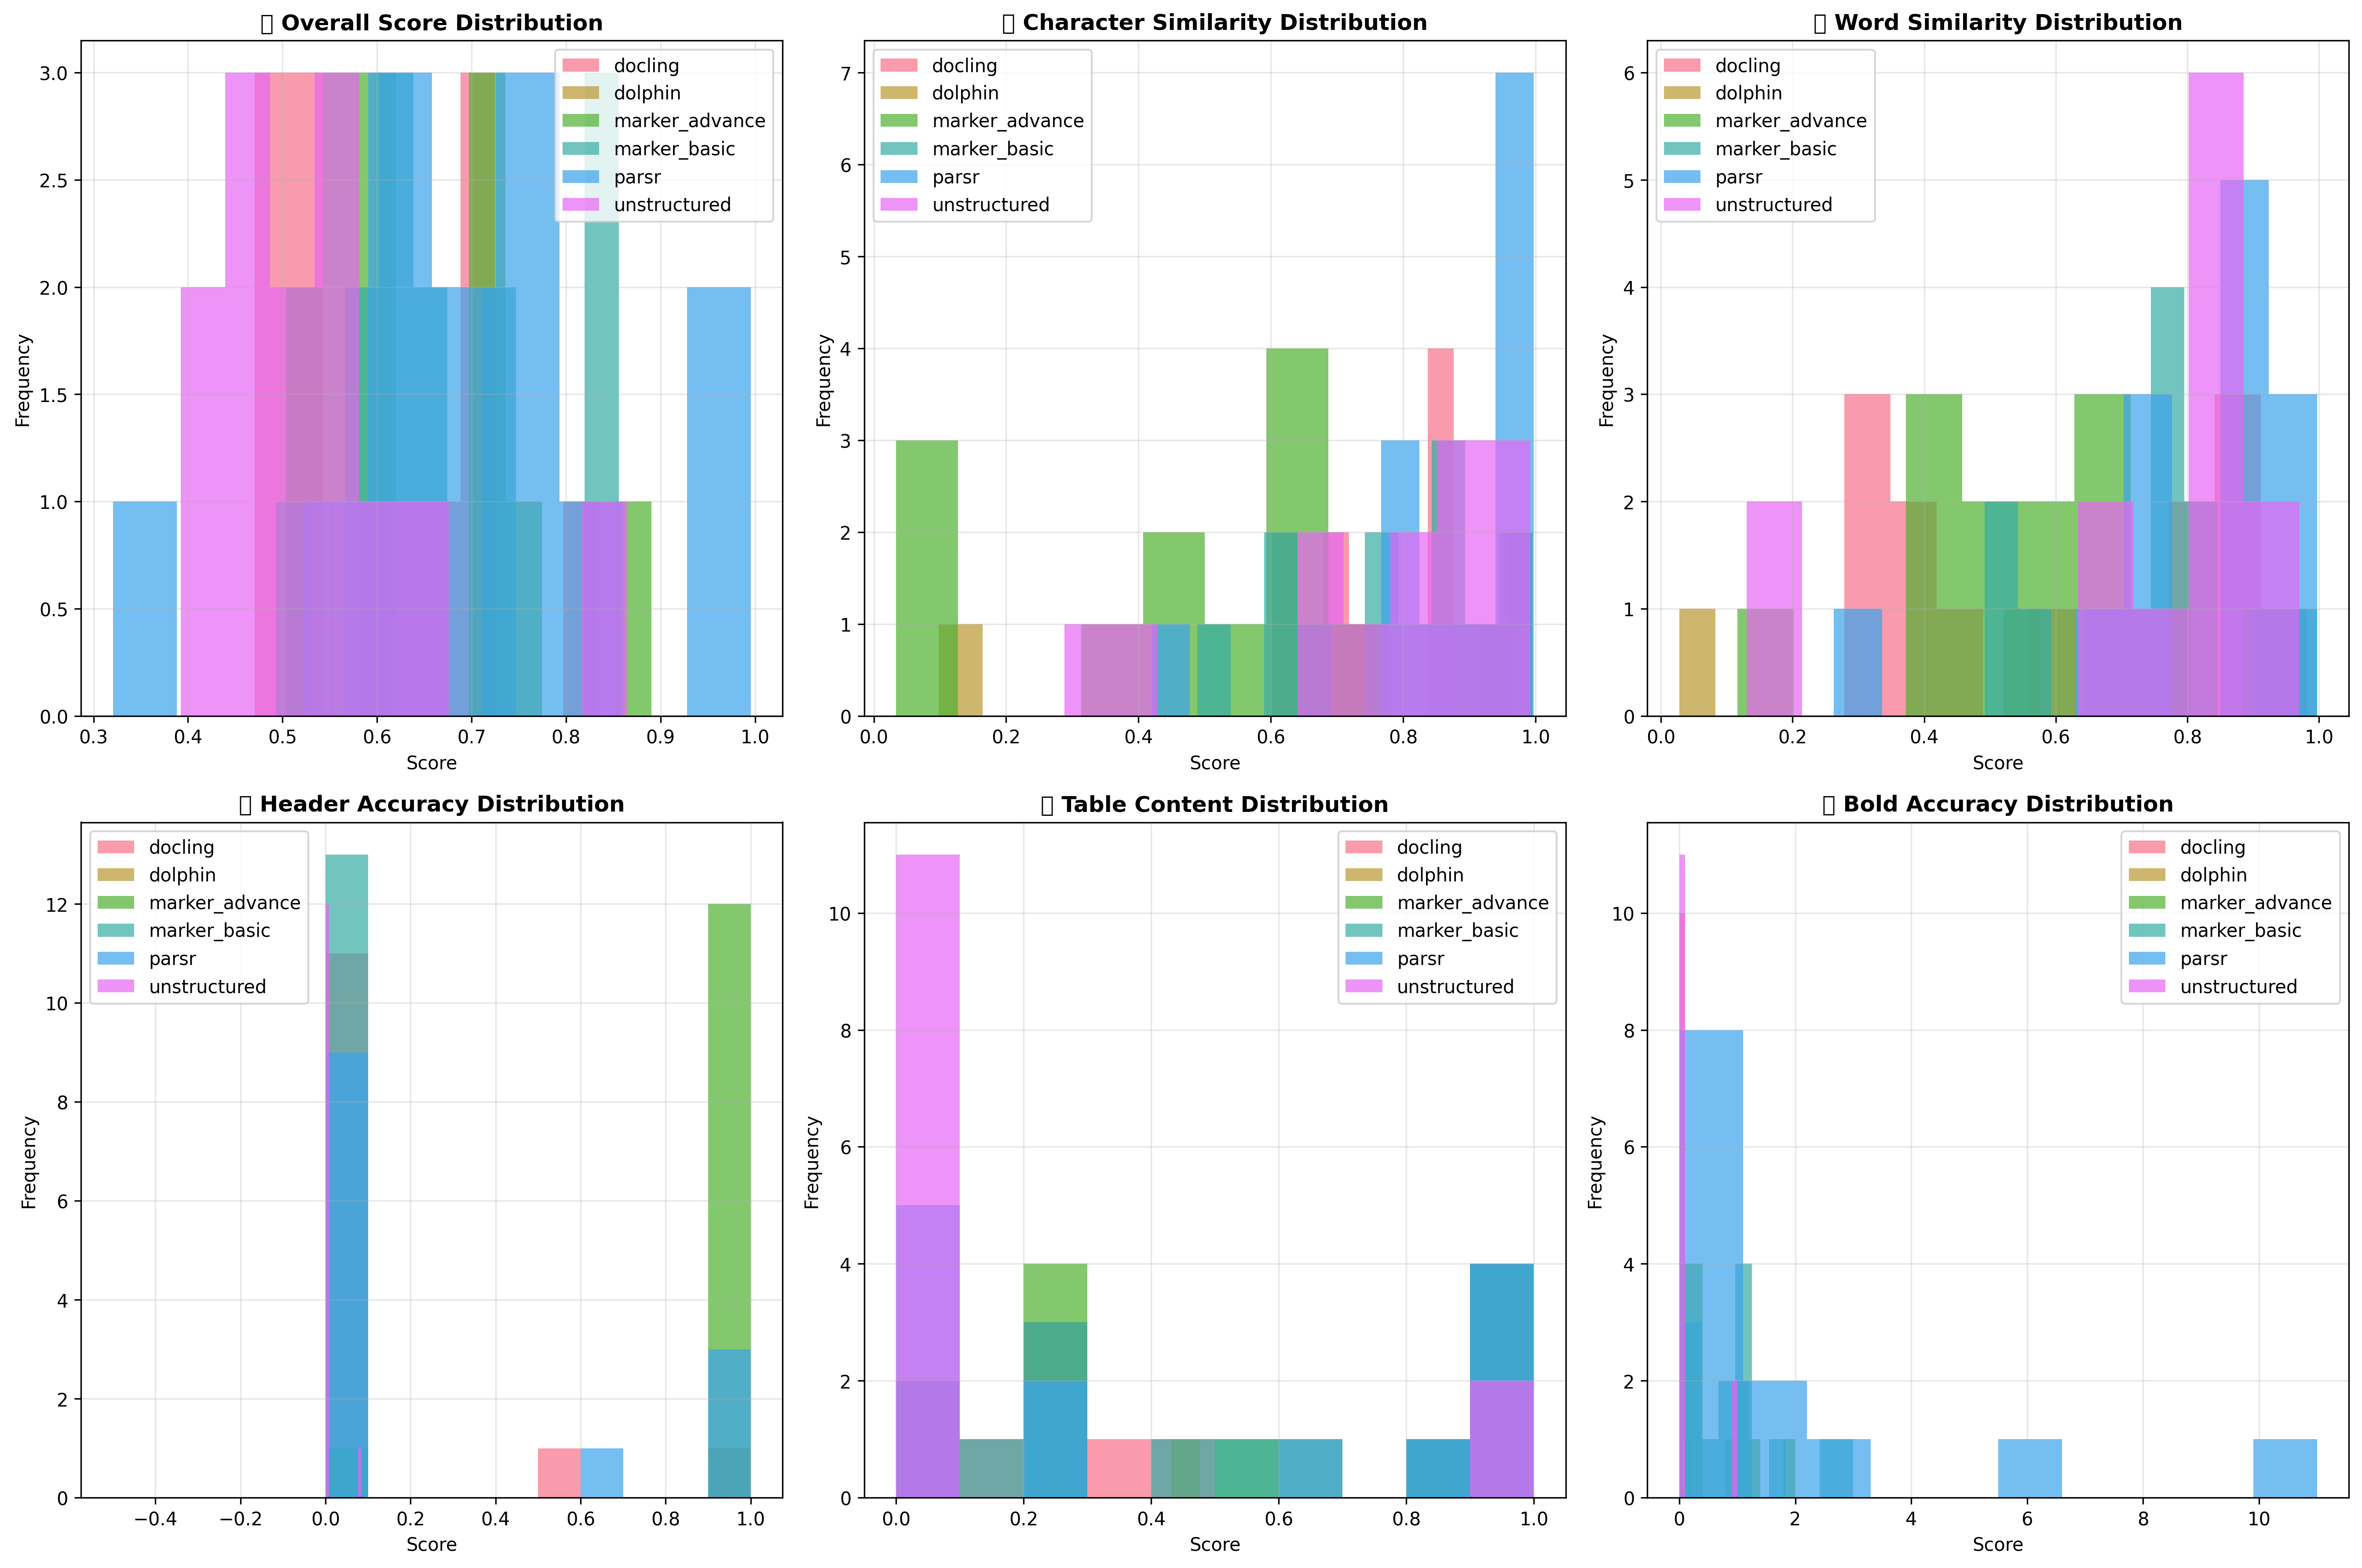 ▯ Overall Score Distribution
3.0
2.5
2.0
1.5
1.0
0.5
0.0
Frequency
docling
dolphin
marker_advance
marker_basic
parsr
unstructured
0.3 0.4 0.5 0.6 0.7 0.8 0.9 1.0
Score
▯ Character Similarity Distribution
7
6
5
4
3
2
1
0
Frequency
docling
dolphin
marker_advance
marker_basic
parsr
unstructured
0.0 0.2 0.4 0.6 0.8 1.0
Score
▯ Word Similarity Distribution
6
5
4
3
2
1
0
Frequency
docling
dolphin
marker_advance
marker_basic
parsr
unstructured
0.0 0.2 0.4 0.6 0.8 1.0
Score
▯ Header Accuracy Distribution
12
10
8
6
4
2
0
Frequency
docling
dolphin
marker_advance
marker_basic
parsr
unstructured
−0.4 −0.2 0.0 0.2 0.4 0.6 0.8 1.0
Score
▯ Table Content Distribution
10
8
6
4
2
0
Frequency
docling
dolphin
marker_advance
marker_basic
parsr
unstructured
0.0 0.2 0.4 0.6 0.8 1.0
Score
▯ Bold Accuracy Distribution
10
8
6
4
2
0
Frequency
docling
dolphin
marker_advance
marker_basic
parsr
unstructured
0 2 4 6 8 10
Score